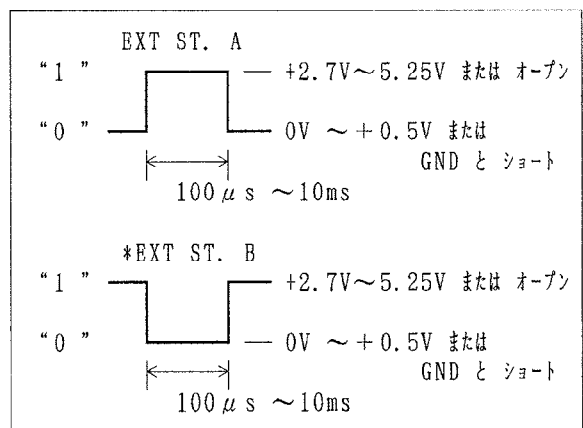 EXT ST. A
“1 ” +2.7V～5.25V または オープン
“0 ” 0V ～+0.5V または
GND と ショート
100μs ～10ms
*EXT ST. B
“1 ” +2.7V～5.25V または オープン
“0 ” 0V ～+0.5V または
GND と ショート
100μs ～10ms